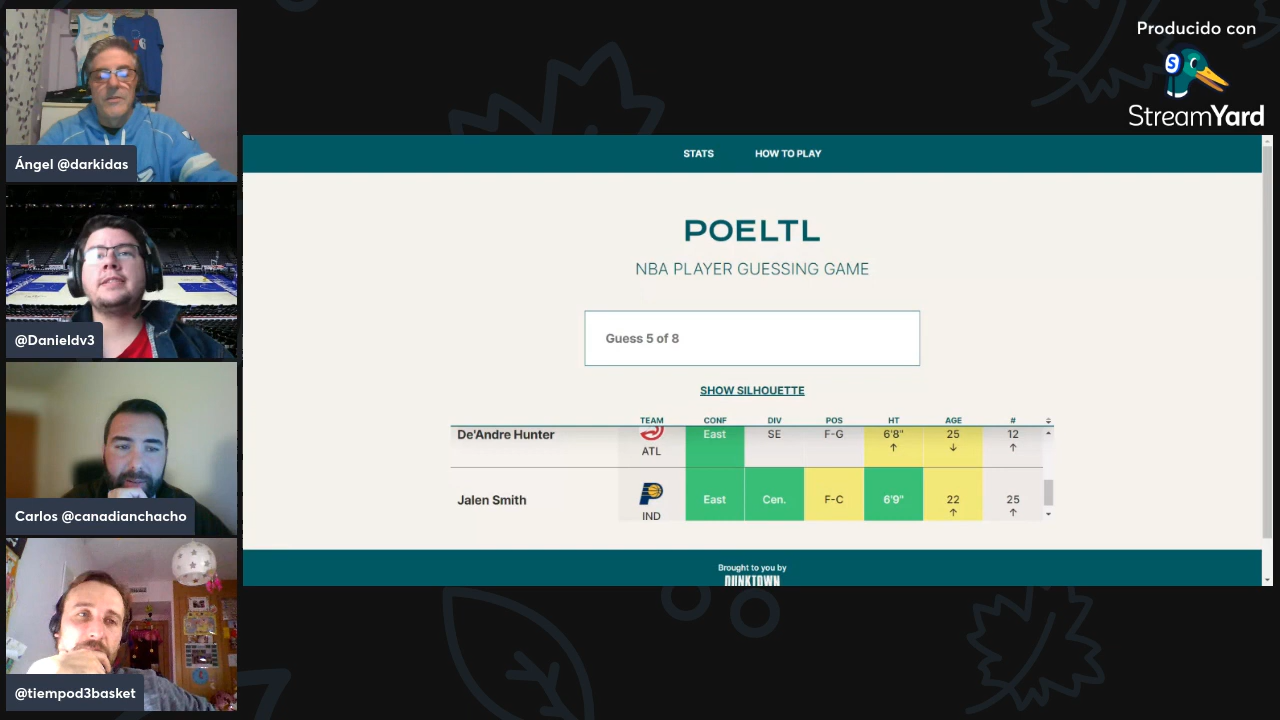 Producido con
StreamYard
Ángel @darkidas
@Danieldv3
Carlos @canadianchacho
@tiempod3basket
STATS HOW TO PLAY
POELTL
NBA PLAYER GUESSING GAME
Guess 5 of 8
SHOW SILHOUETTE
TEAM CONF DIV POS HT AGE #
De'Andre Hunter ATL East SE F-G 6'8" ↑ 25 ↓ 12 ↑
Jalen Smith IND East Cen. F-C 6'9" 22 ↑ 25 ↑
Brought to you by
DUNKTOWN